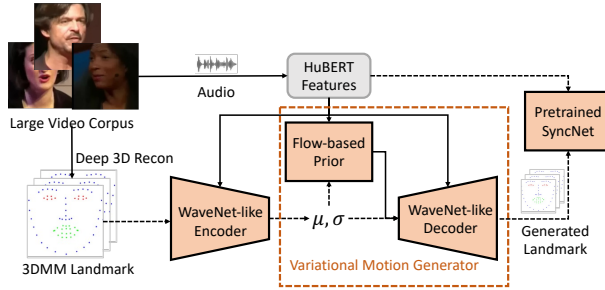 HuBERT
Features
Audio
Large Video Corpus
Pretrained
SyncNet
Flow-based
Prior
Deep 3D Recon
WaveNet-like
Encoder
μ, σ
WaveNet-like
Decoder
Generated
Landmark
3DMM Landmark
Variational Motion Generator